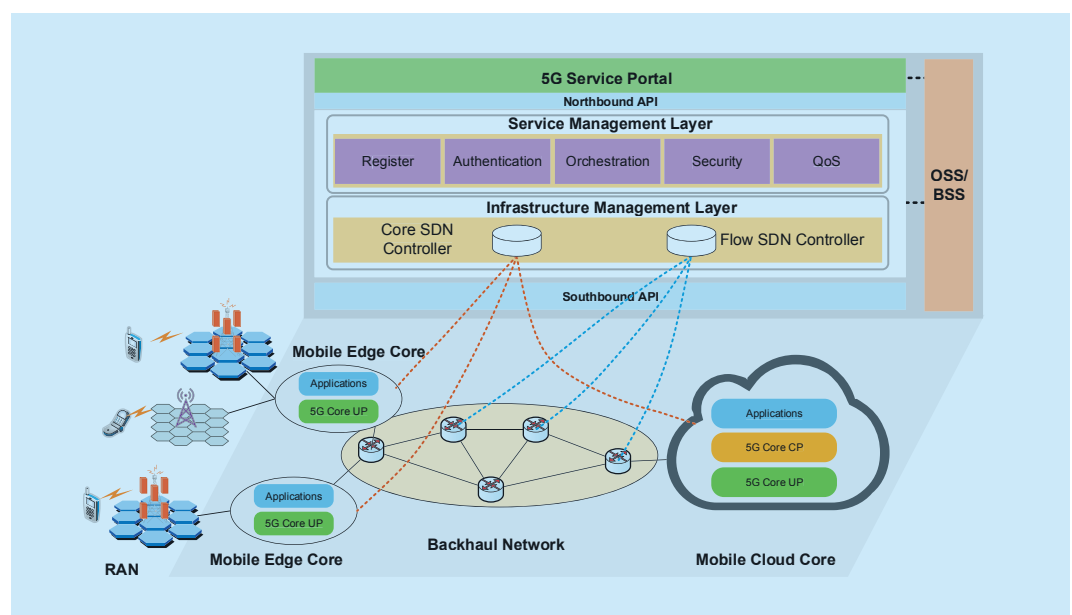 5G Service Portal
Northbound API
Service Management Layer
Register
Authentication
Orchestration
Security
QoS
OSS/
BSS
Infrastructure Management Layer
Core SDN
Controller
Flow SDN Controller
Southbound API
Mobile Edge Core
Applications
5G Core UP
Applications
5G Core CP
5G Core UP
Applications
5G Core UP
Backhaul Network
Mobile Edge Core
Mobile Cloud Core
RAN